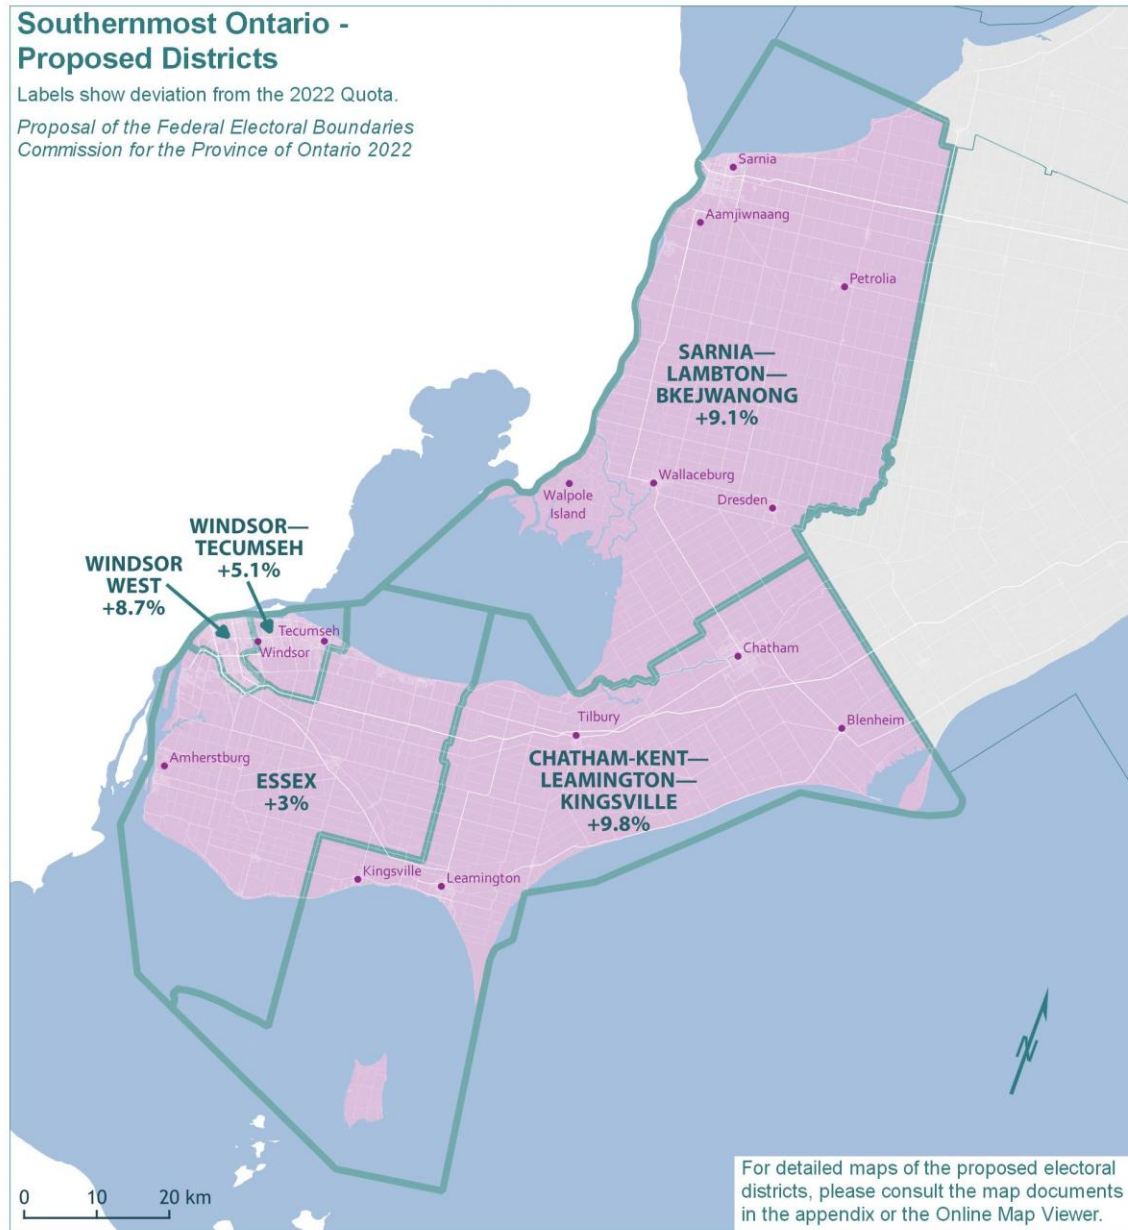 Southernmost Ontario -
Proposed Districts
Labels show deviation from the 2022 Quota.
Proposal of the Federal Electoral Boundaries
Commission for the Province of Ontario 2022
Sarnia
Aamjiwnaang
Petrolia
SARNIA—
LAMBTON—
BKEJWANONG
+9.1%
Wallaceburg
Walpole
Island
Dresden
WINDSOR—
TECUMSEH
+5.1%
WINDSOR
WEST
+8.7%
Tecumseh
Windsor
Chatham
Tilbury
Blenheim
Amherstburg
ESSEX
+3%
CHATHAM-KENT—
LEAMINGTON—
KINGSVILLE
+9.8%
Kingsville
Leamington
N
0 10 20 km
For detailed maps of the proposed electoral
districts, please consult the map documents
in the appendix or the Online Map Viewer.